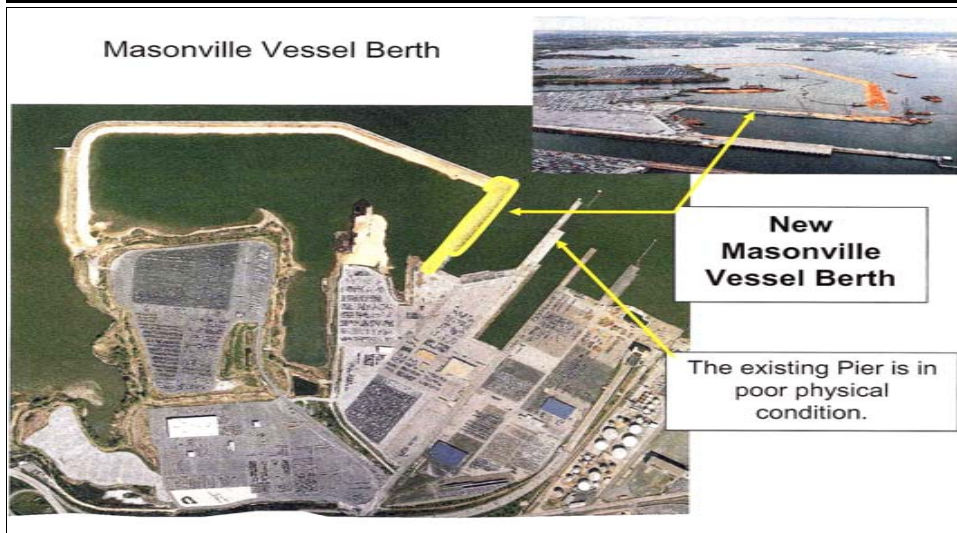 Masonville Vessel Berth
New
Masonville
Vessel Berth
The existing Pier is in
poor physical
condition.